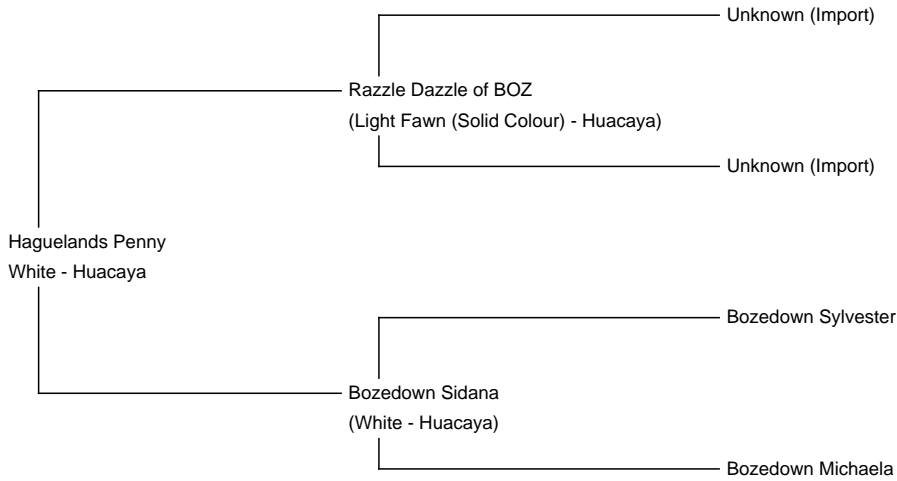 Unknown (Import)
Razzle Dazzle of BOZ
(Light Fawn (Solid Colour) - Huacaya)
Unknown (Import)
Haguelands Penny
White - Huacaya
Bozedown Sylvester
Bozedown Sidana
(White - Huacaya)
Bozedown Michaela